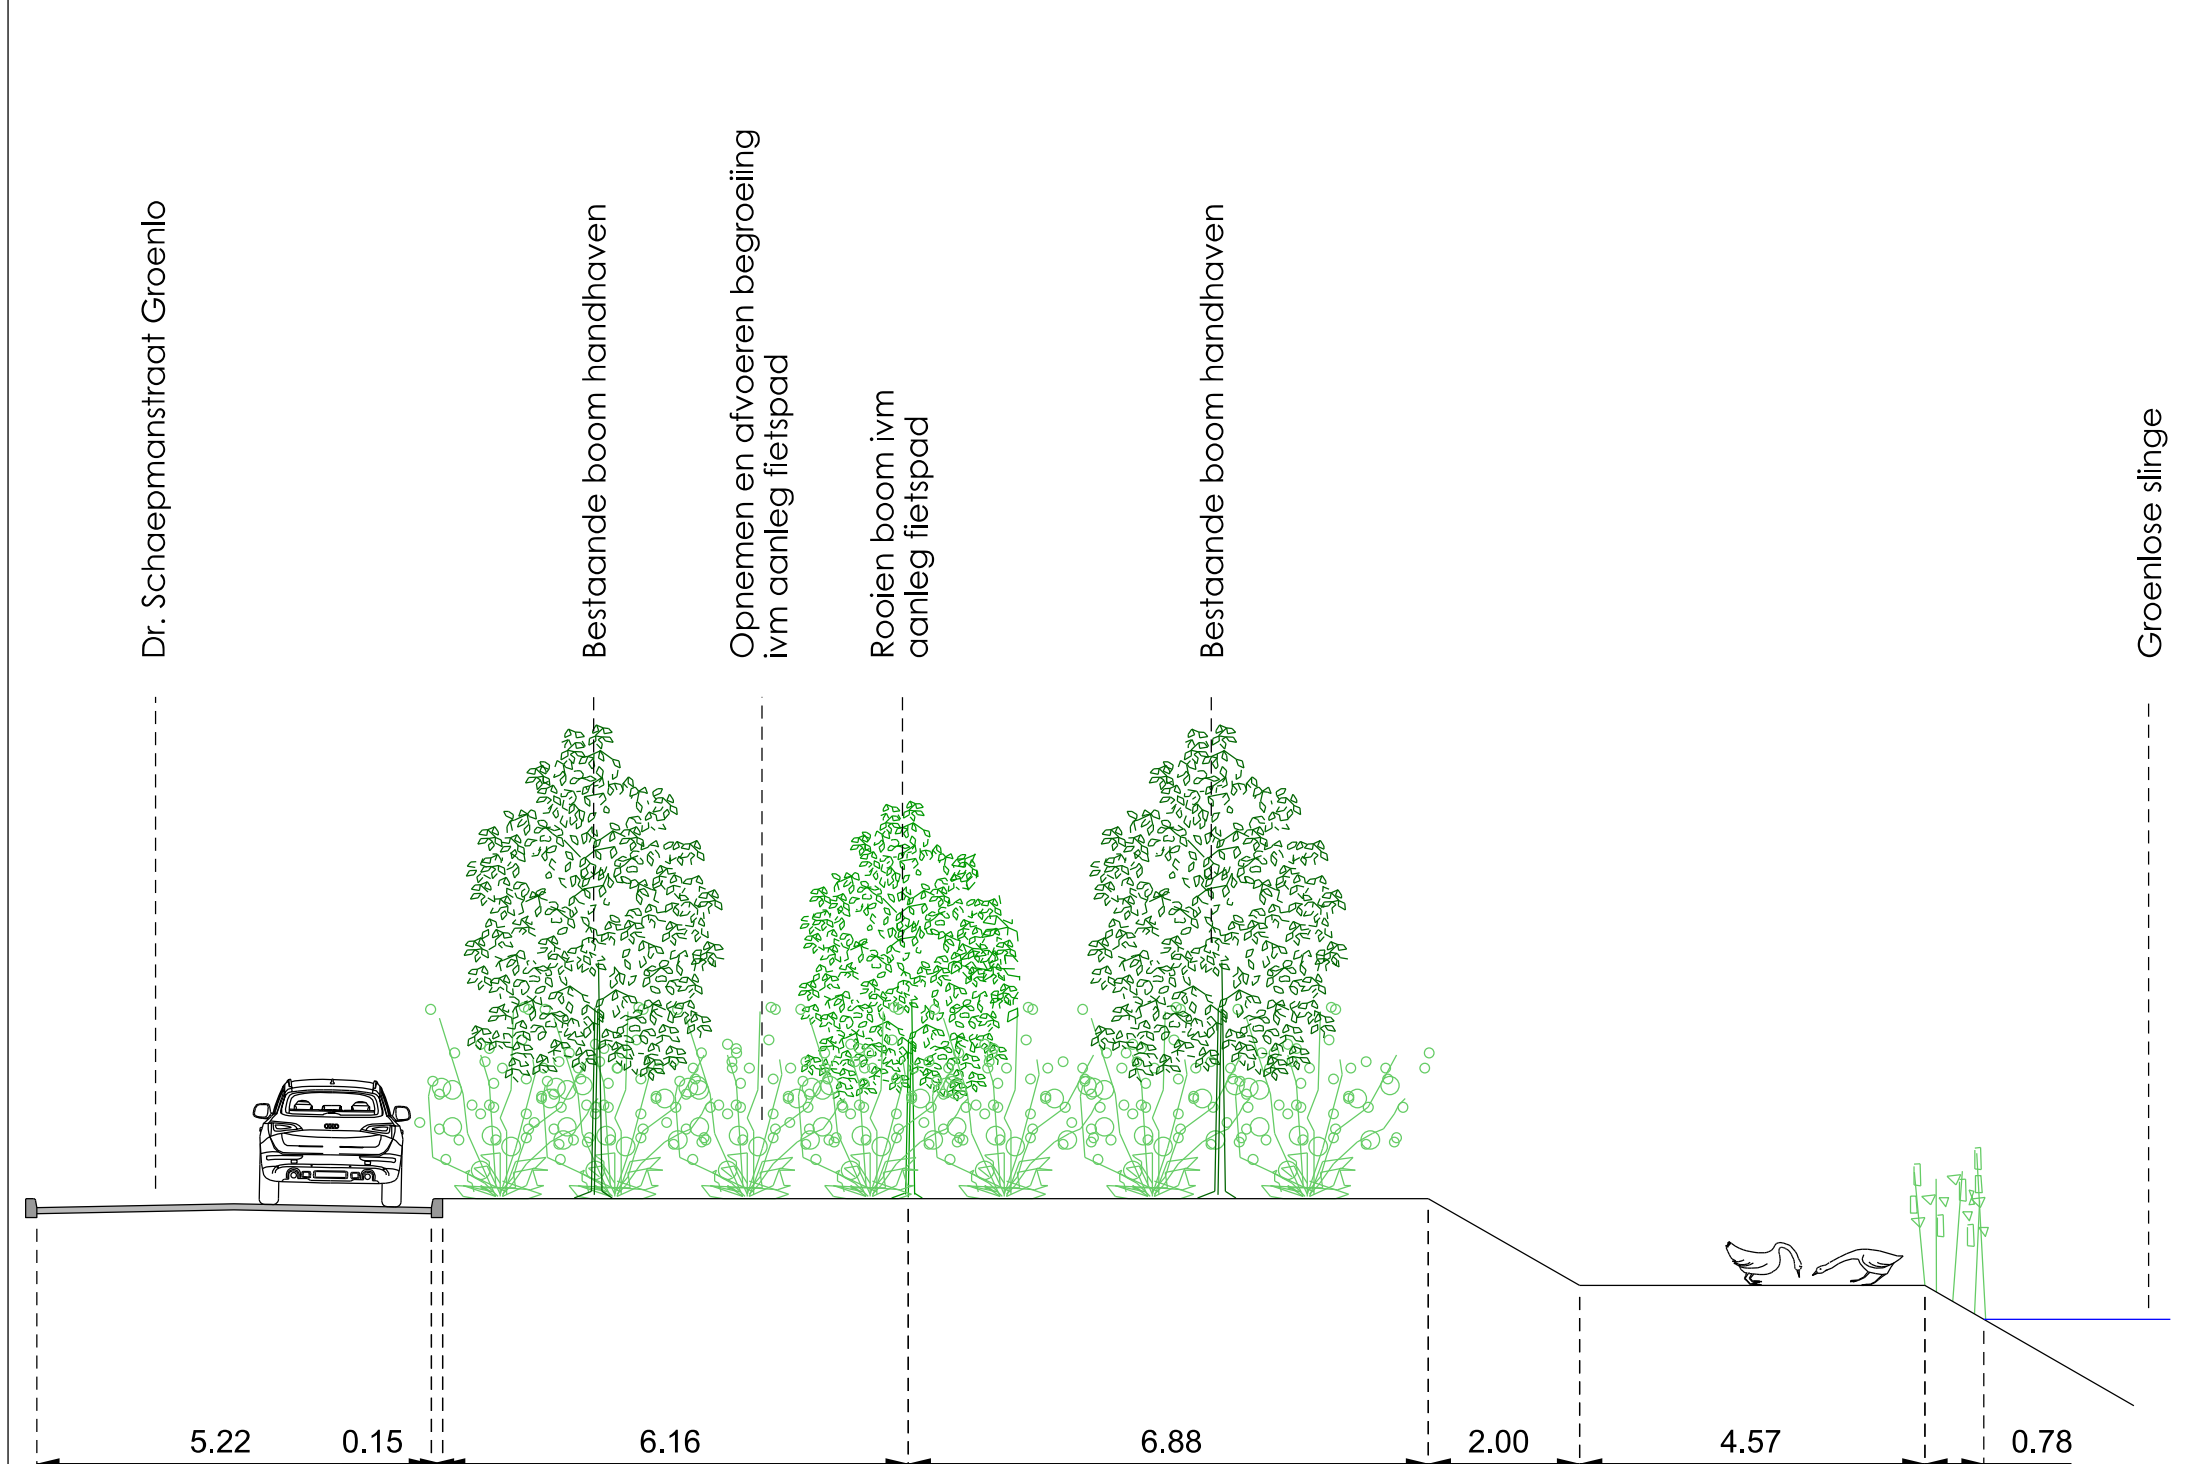 Dr. Schaepmanstraat Groenlo
Bestaande boom handhaven
Opnemen en afvoeren begroeiing
ivm aanleg fietspad
Rooien boom ivm
aanleg fietspad
Bestaande boom handhaven
Groenlose slinge
5.22
0.15
6.16
6.88
2.00
4.57
0.78